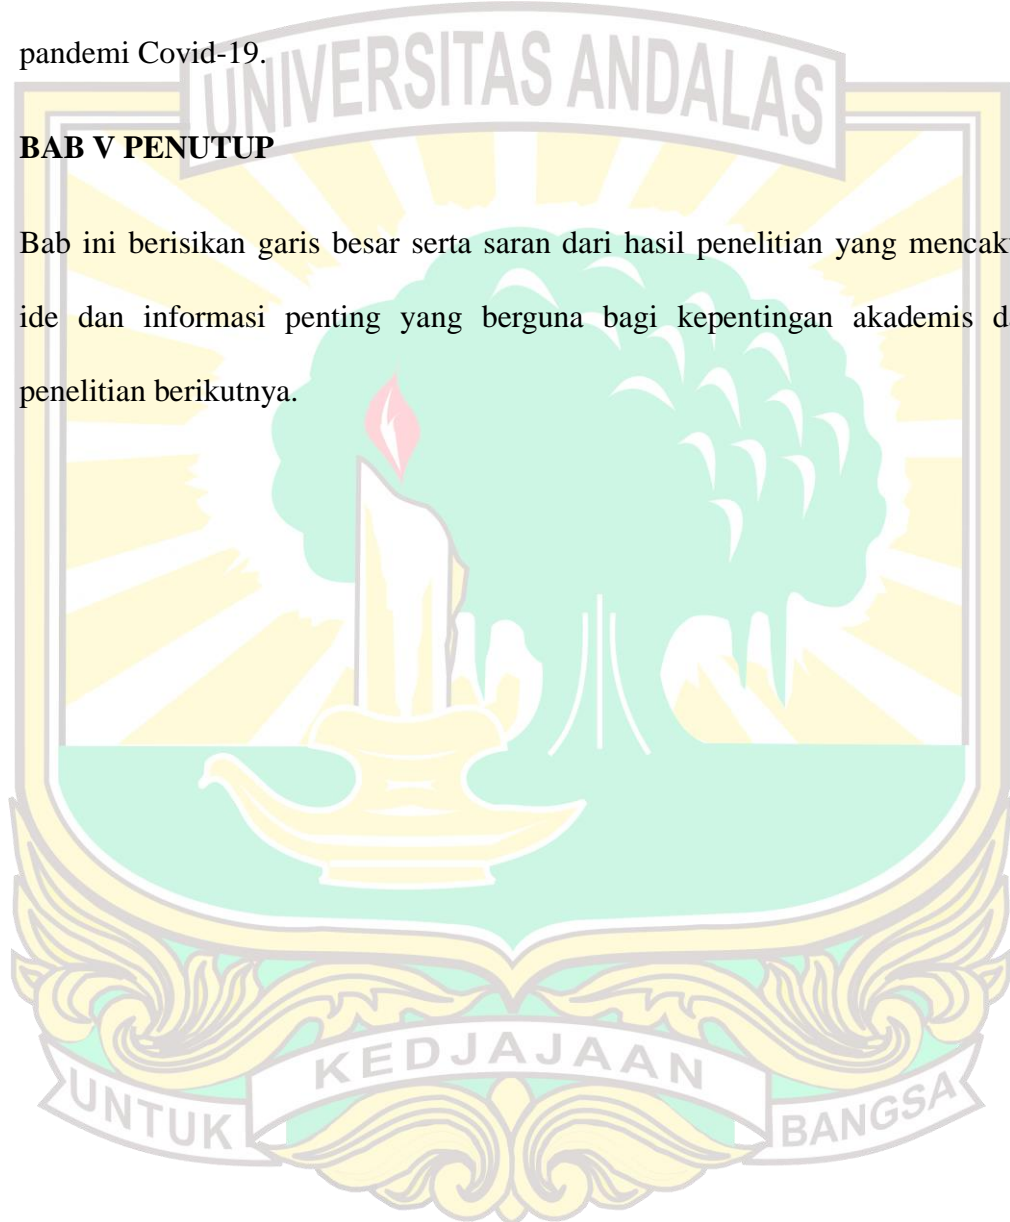 pandemi Covid-19.
UNIVERSITAS ANDALAS
BAB V PENUTUP
Bab ini berisikan garis besar serta saran dari hasil penelitian yang
ide dan informasi penting yang berguna bagi kepentingan akademis
penelitian berikutnya.
UNTUK KEDJAJAAN BANGSA